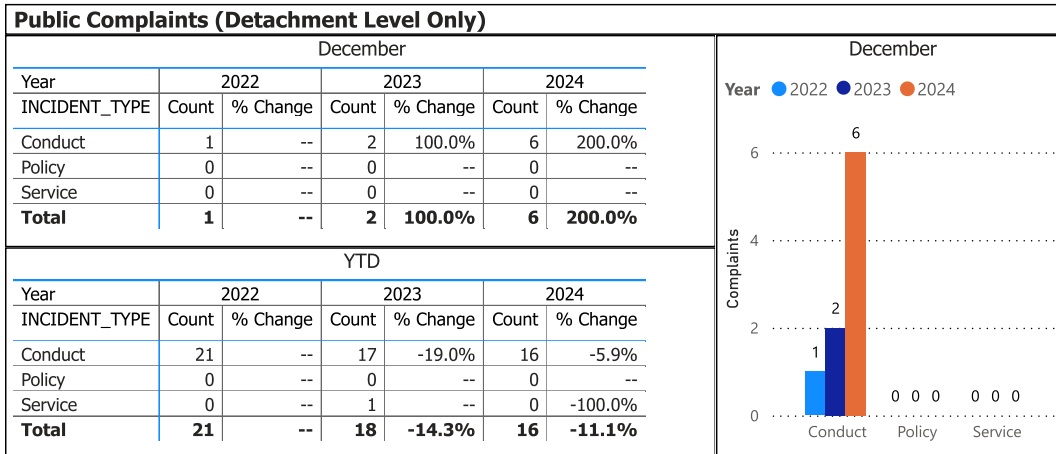 Public Complaints (Detachment Level Only)
December
Year 2022 2023 2024
INCIDENT_TYPE Count % Change Count % Change Count % Change
Conduct 1 -- 2 100.0% 6 200.0%
Policy 0 -- 0 -- 0 --
Service 0 -- 0 -- 0 --
Total 1 -- 2 100.0% 6 200.0%
YTD
Year 2022 2023 2024
INCIDENT_TYPE Count % Change Count % Change Count % Change
Conduct 21 -- 17 -19.0% 16 -5.9%
Policy 0 -- 0 -- 0 --
Service 0 -- 1 -- 0 -100.0%
Total 21 -- 18 -14.3% 16 -11.1%
December
Year 2022 2023 2024
Complaints
6
4
2
0
1 2 6
0 0 0
0 0 0
Conduct Policy Service